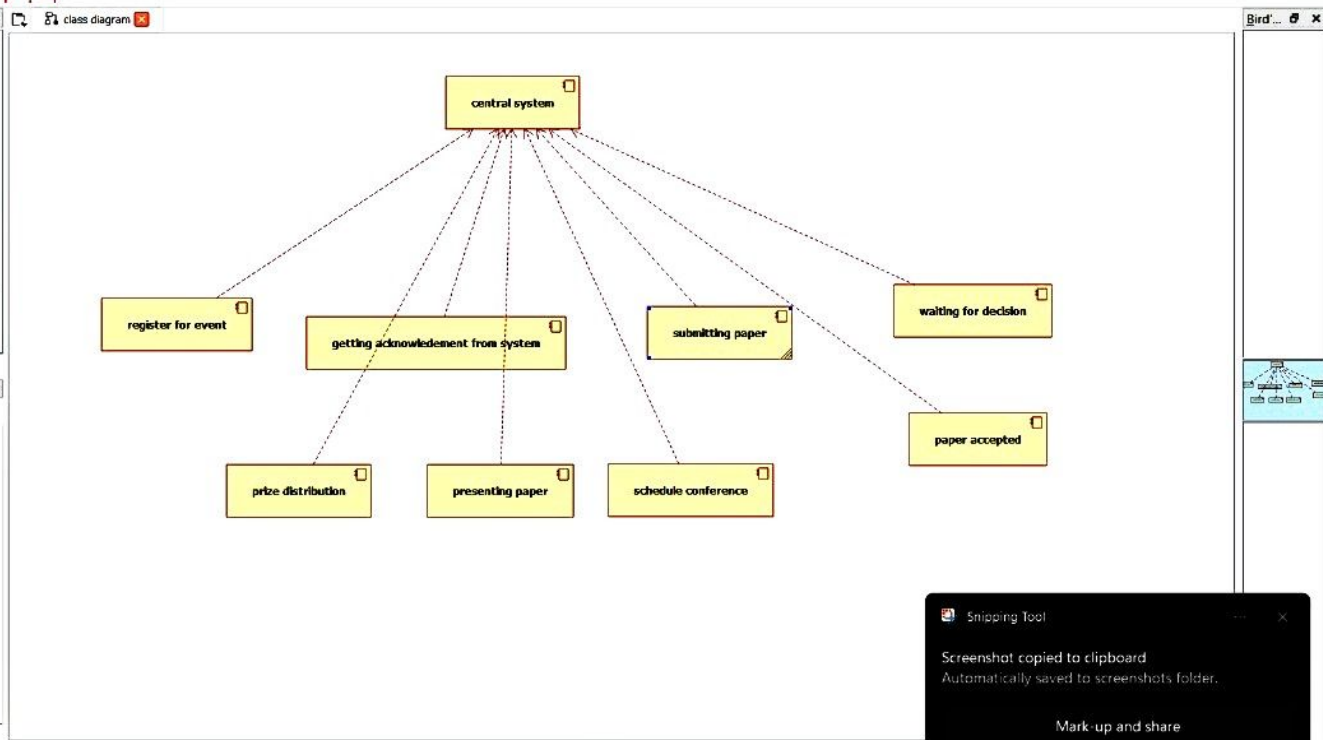 class diagram
Bird'...
central system
register for event
getting acknowledement from system
submitting paper
waiting for decision
paper accepted
prize distribution
presenting paper
schedule conference
Snipping Tool
Screenshot copied to clipboard
Automatically saved to screenshots folder.
Mark-up and share